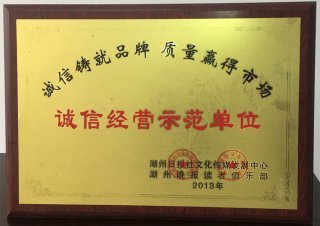 诚信铸就品牌 质量赢得市场
诚信经营示范单位
湖州日报社文化传媒发展中心
湖州晚报读者俱乐部
2013年